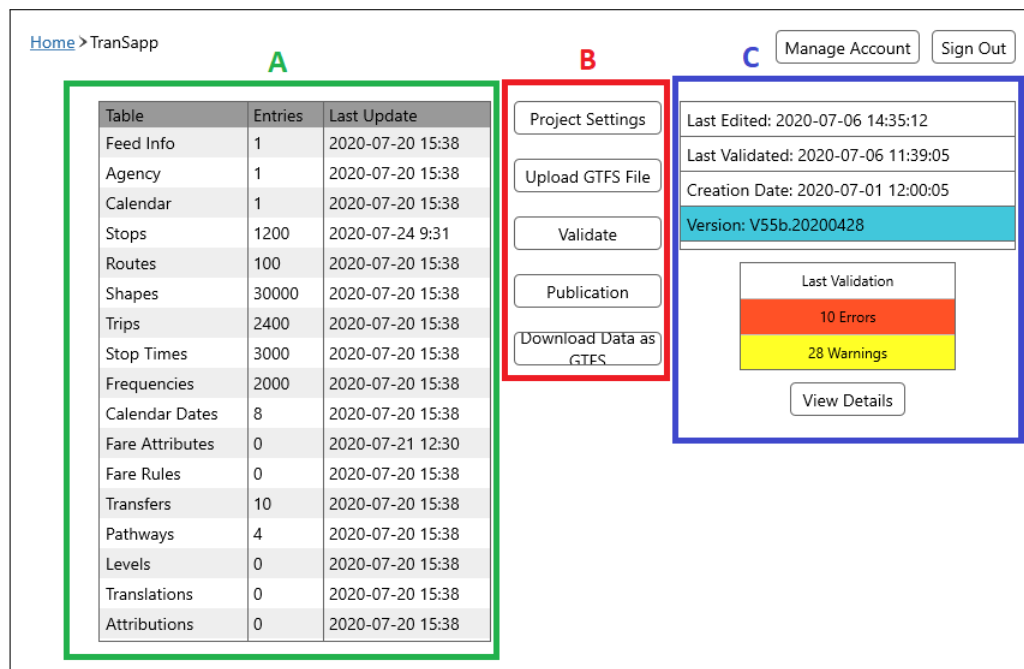 Home > TranSapp
Manage Account
Sign Out
A
B
C
Table Entries Last Update
Feed Info 1 2020-07-20 15:38
Agency 1 2020-07-20 15:38
Calendar 1 2020-07-20 15:38
Stops 1200 2020-07-24 9:31
Routes 100 2020-07-20 15:38
Shapes 30000 2020-07-20 15:38
Trips 2400 2020-07-20 15:38
Stop Times 3000 2020-07-20 15:38
Frequencies 2000 2020-07-20 15:38
Calendar Dates 8 2020-07-20 15:38
Fare Attributes 0 2020-07-21 12:30
Fare Rules 0 2020-07-20 15:38
Transfers 10 2020-07-20 15:38
Pathways 4 2020-07-20 15:38
Levels 0 2020-07-20 15:38
Translations 0 2020-07-20 15:38
Attributions 0 2020-07-20 15:38
Project Settings
Upload GTFS File
Validate
Publication
Download Data as
GTFS
Last Edited: 2020-07-06 14:35:12
Last Validated: 2020-07-06 11:39:05
Creation Date: 2020-07-01 12:00:05
Version: V55b.20200428
Last Validation
10 Errors
28 Warnings
View Details